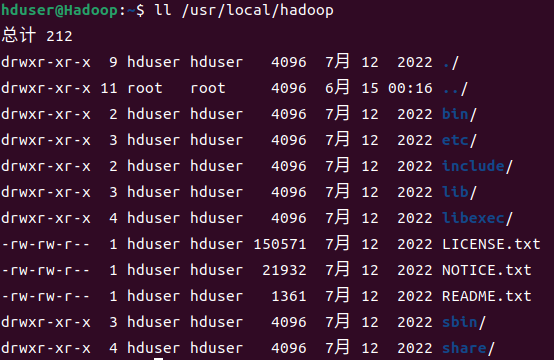 hduser@Hadoop:~$ ll /usr/local/hadoop
总计 212
drwxr-xr-x  9 hduser hduser   4096  7月 12  2022 ./
drwxr-xr-x 11 root   root     4096  6月 15 00:16 ../
drwxr-xr-x  2 hduser hduser   4096  7月 12  2022 bin/
drwxr-xr-x  3 hduser hduser   4096  7月 12  2022 etc/
drwxr-xr-x  2 hduser hduser   4096  7月 12  2022 include/
drwxr-xr-x  3 hduser hduser   4096  7月 12  2022 lib/
drwxr-xr-x  4 hduser hduser   4096  7月 12  2022 libexec/
-rw-rw-r--  1 hduser hduser 150571  7月 12  2022 LICENSE.txt
-rw-rw-r--  1 hduser hduser  21932  7月 12  2022 NOTICE.txt
-rw-rw-r--  1 hduser hduser   1361  7月 12  2022 README.txt
drwxr-xr-x  3 hduser hduser   4096  7月 12  2022 sbin/
drwxr-xr-x  4 hduser hduser   4096  7月 12  2022 share/